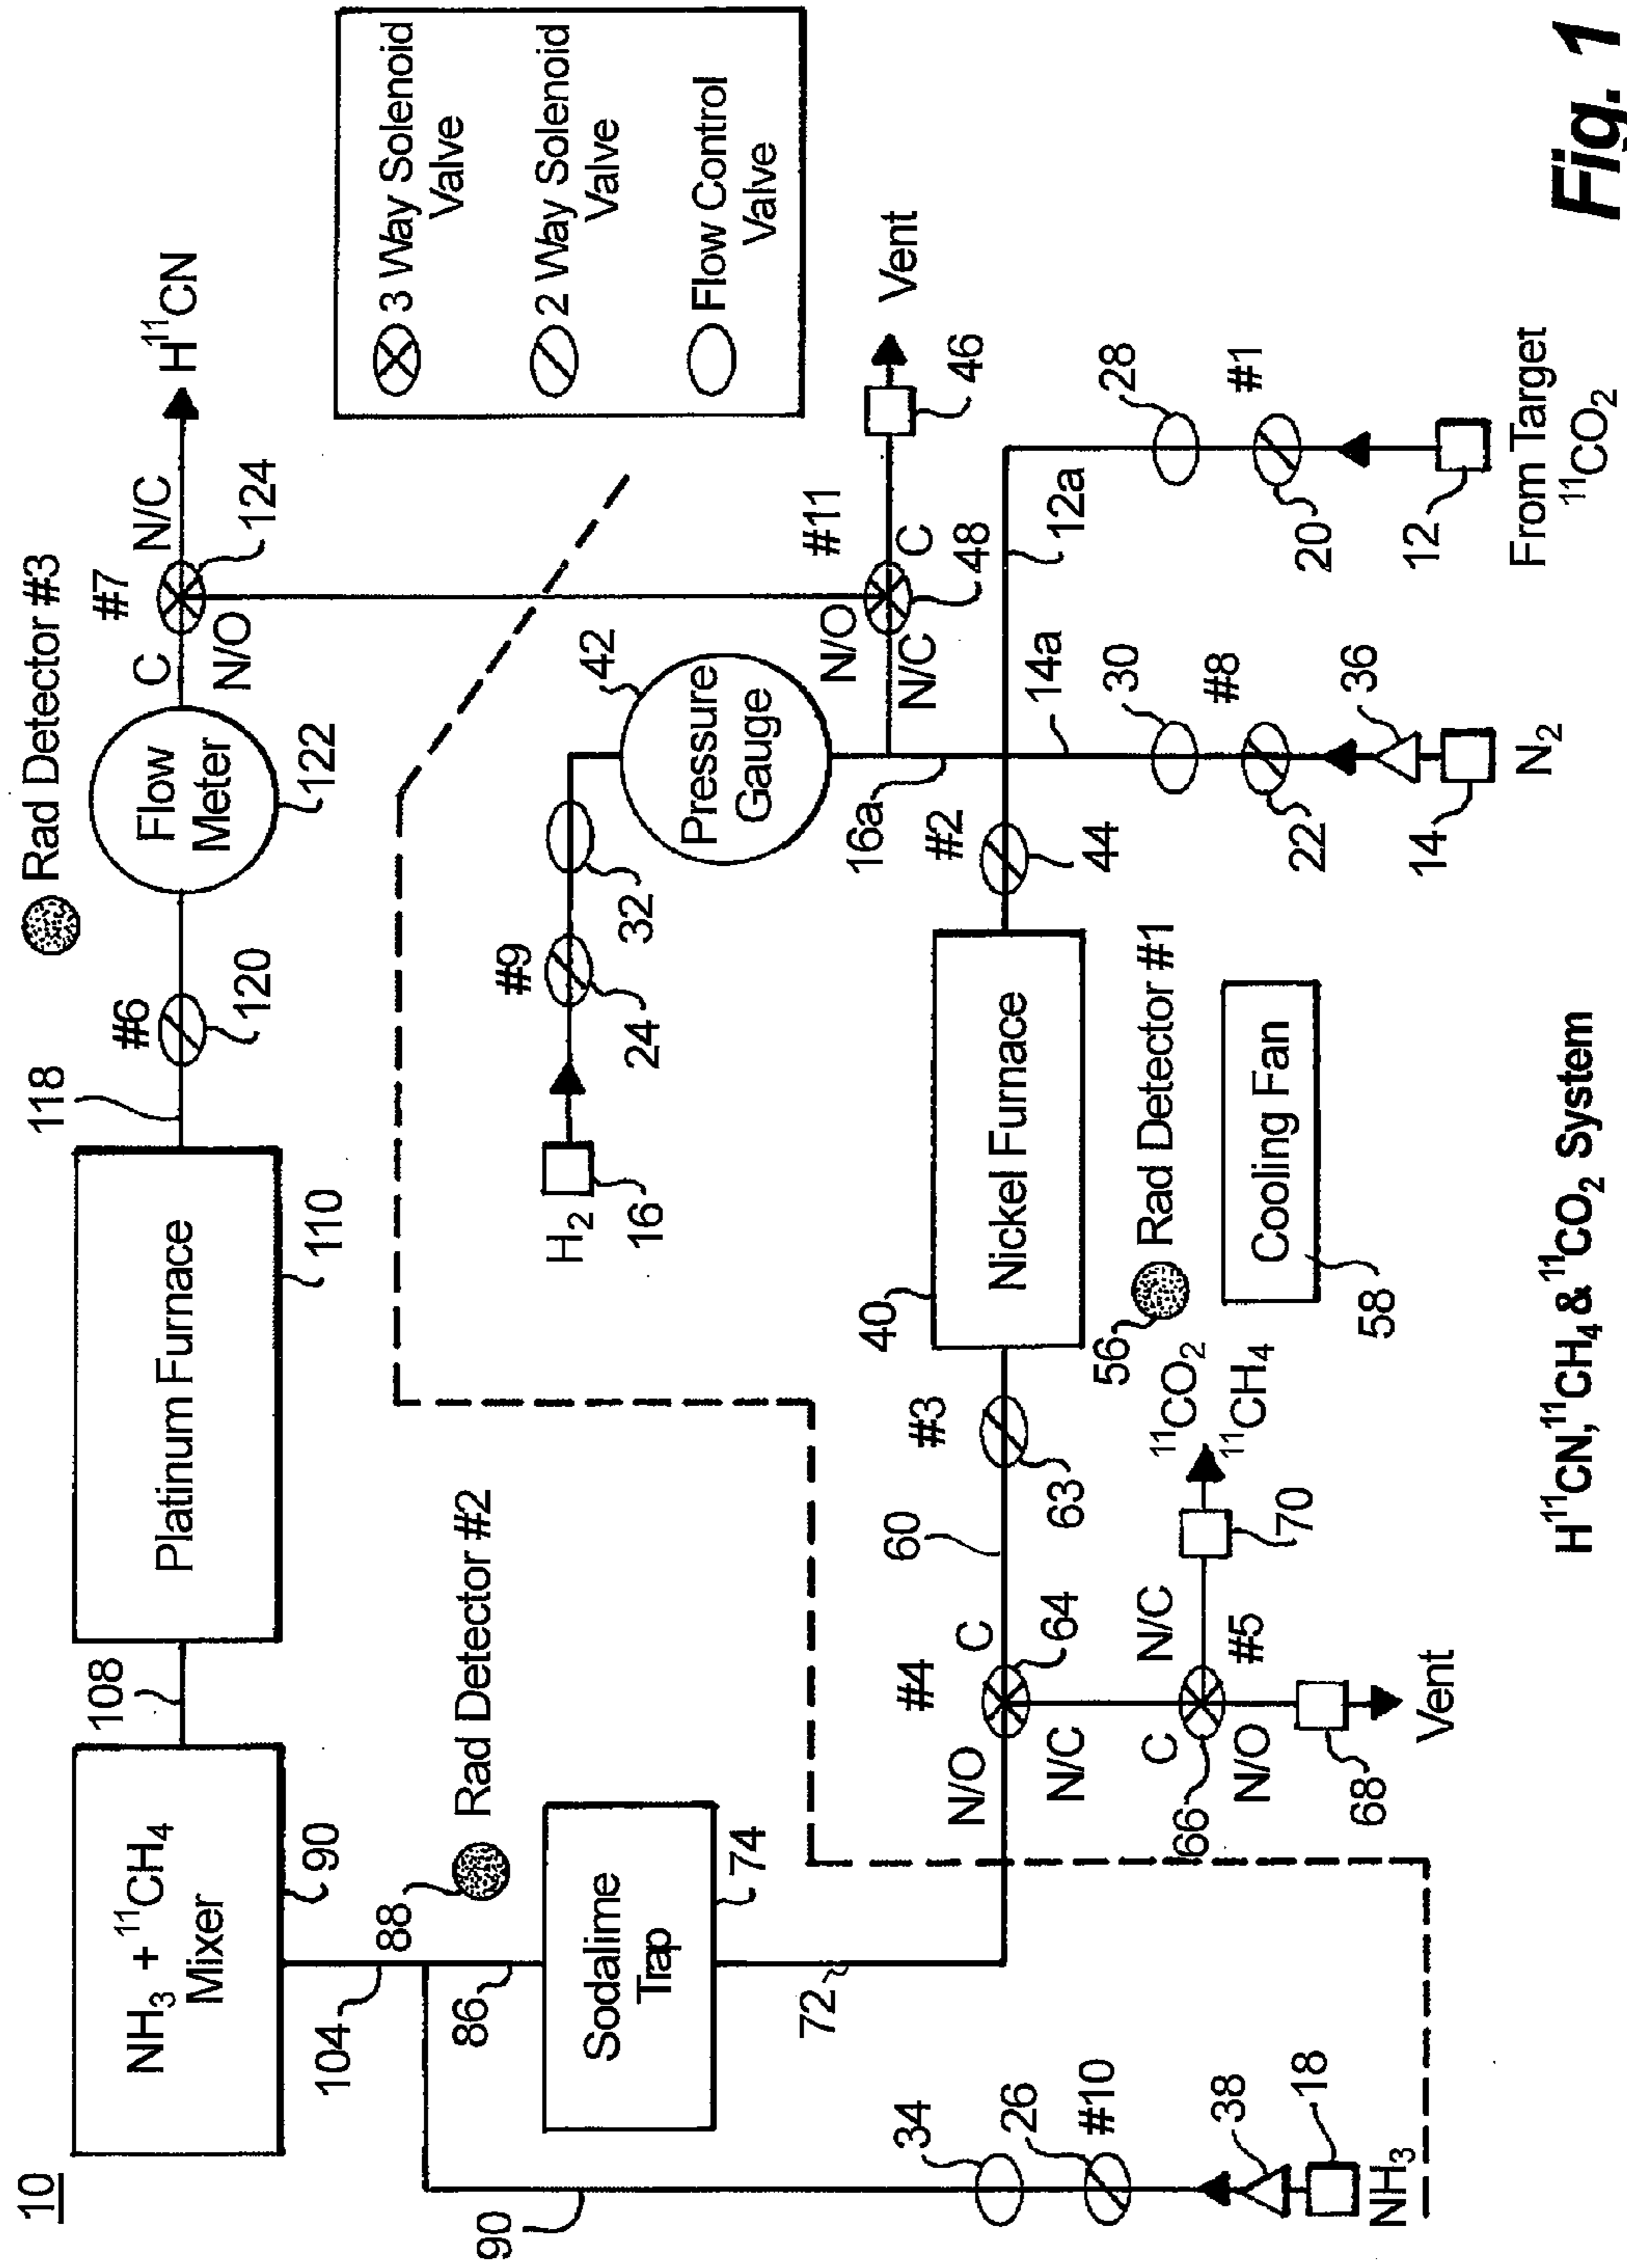 10
NH₃ + ¹¹CH₄
Mixer
90
108
Platinum Furnace
110
118
#6
120
Rad Detector #3
Flow
Meter
122
C
N/O
#7
N/C
124
H¹¹CN
104
88
Rad Detector #2
86
Sodalime
Trap
74
72
90
34
26
#10
38
18
NH₃
H₂
16
#9
24
32
42
Pressure
Gauge
16a
N/O
N/C
#11
C
48
46
Vent
3 Way Solenoid
Valve
2 Way Solenoid
Valve
Flow Control
Valve
N/O
#4
C
64
N/C
60
#3
63
40
Nickel Furnace
#2
44
14a
12a
30
#8
22
36
14
N₂
28
#1
20
12
From Target
¹¹CO₂
C
66
N/O
N/C
#5
68
Vent
70
¹¹CO₂
¹¹CH₄
56
Rad Detector #1
Cooling Fan
58
H¹¹CN,¹¹CH₄ & ¹¹CO₂ System
Fig. 1